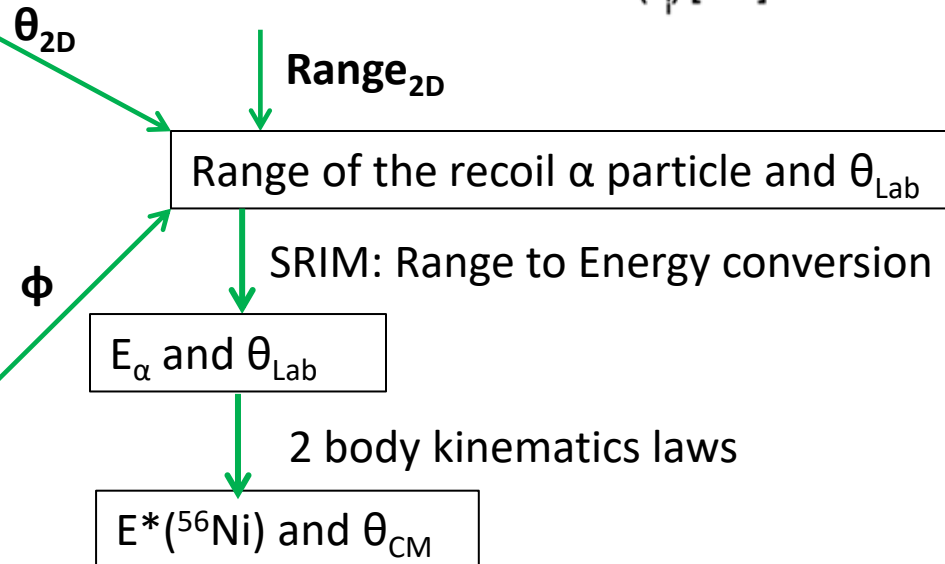 θ2D
Range2D
Range of the recoil α particle and θLab
ϕ
SRIM: Range to Energy conversion
Eα and θLab
2 body kinematics laws
E*(⁵⁶Ni) and θCM